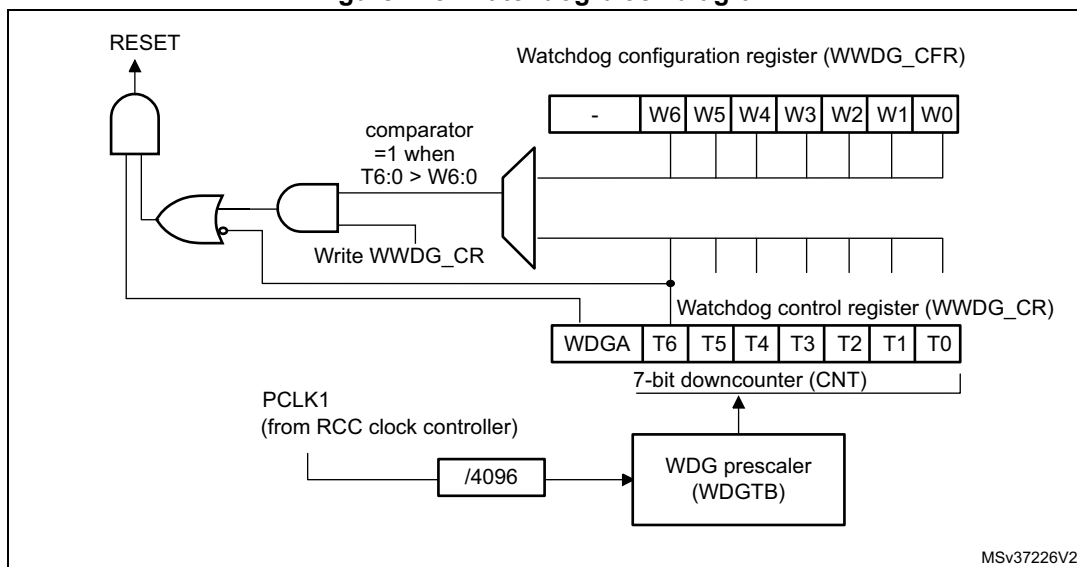 RESET
Watchdog configuration register (WWDG_CFR)
- W6 W5 W4 W3 W2 W1 W0
comparator
=1 when
T6:0 > W6:0
Write WWDG_CR
Watchdog control register (WWDG_CR)
WDGA T6 T5 T4 T3 T2 T1 T0
7-bit downcounter (CNT)
PCLK1
(from RCC clock controller)
/4096
WDG prescaler
(WDGTB)
MSv37226V2